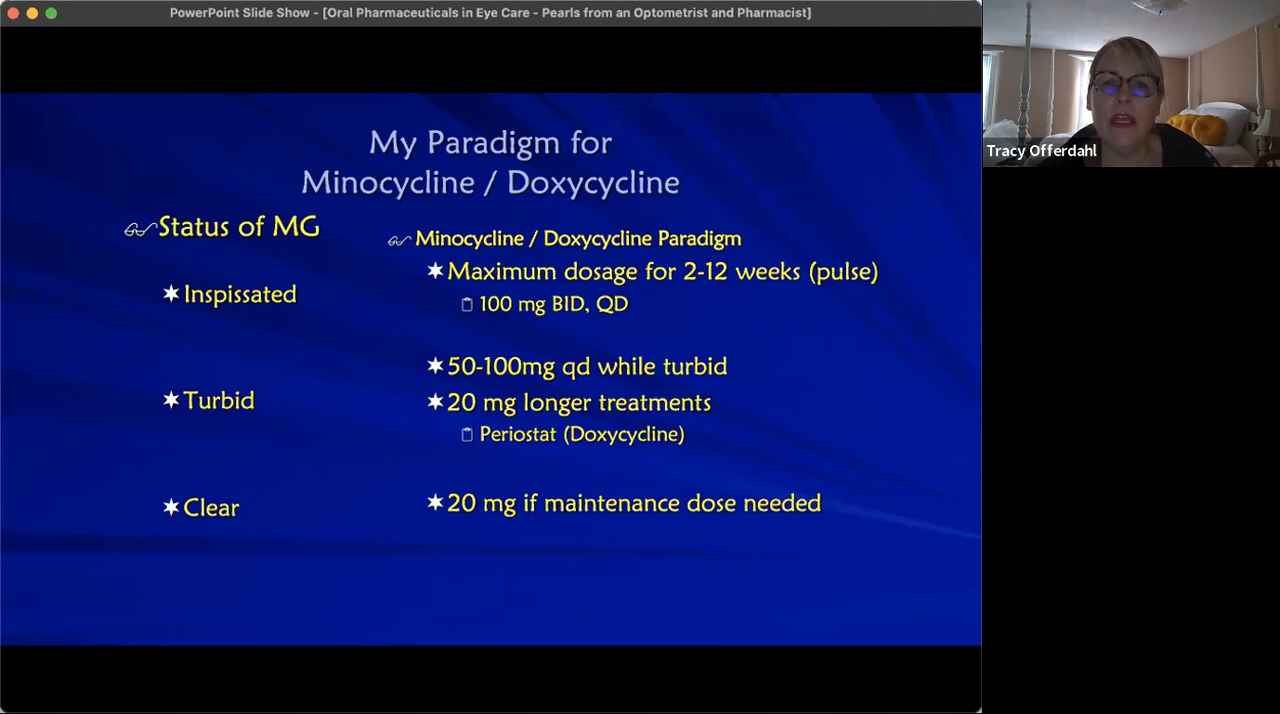 PowerPoint Slide Show - [Oral Pharmaceuticals in Eye Care - Pearls from an Optometrist and Pharmacist]
My Paradigm for
Minocycline / Doxycycline
Status of MG
Inspissated
Turbid
Clear
Minocycline / Doxycycline Paradigm
Maximum dosage for 2-12 weeks (pulse)
100 mg BID, QD
50-100mg qd while turbid
20 mg longer treatments
Periostat (Doxycycline)
20 mg if maintenance dose needed
Tracy Offerdahl